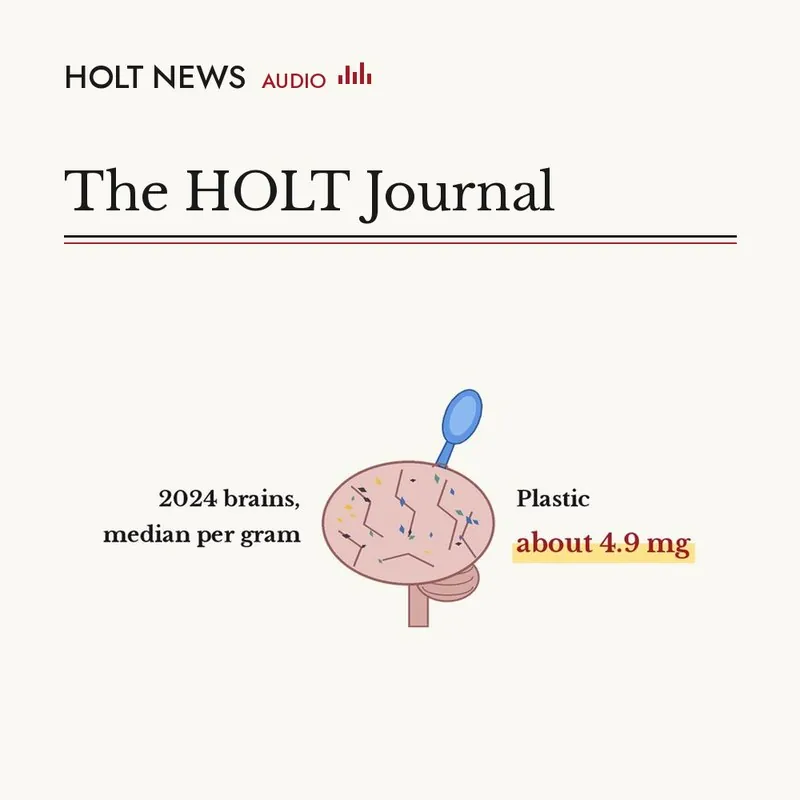 HOLT NEWS AUDIO
The HOLT Journal
2024 brains,
median per gram
Plastic
about 4.9 mg